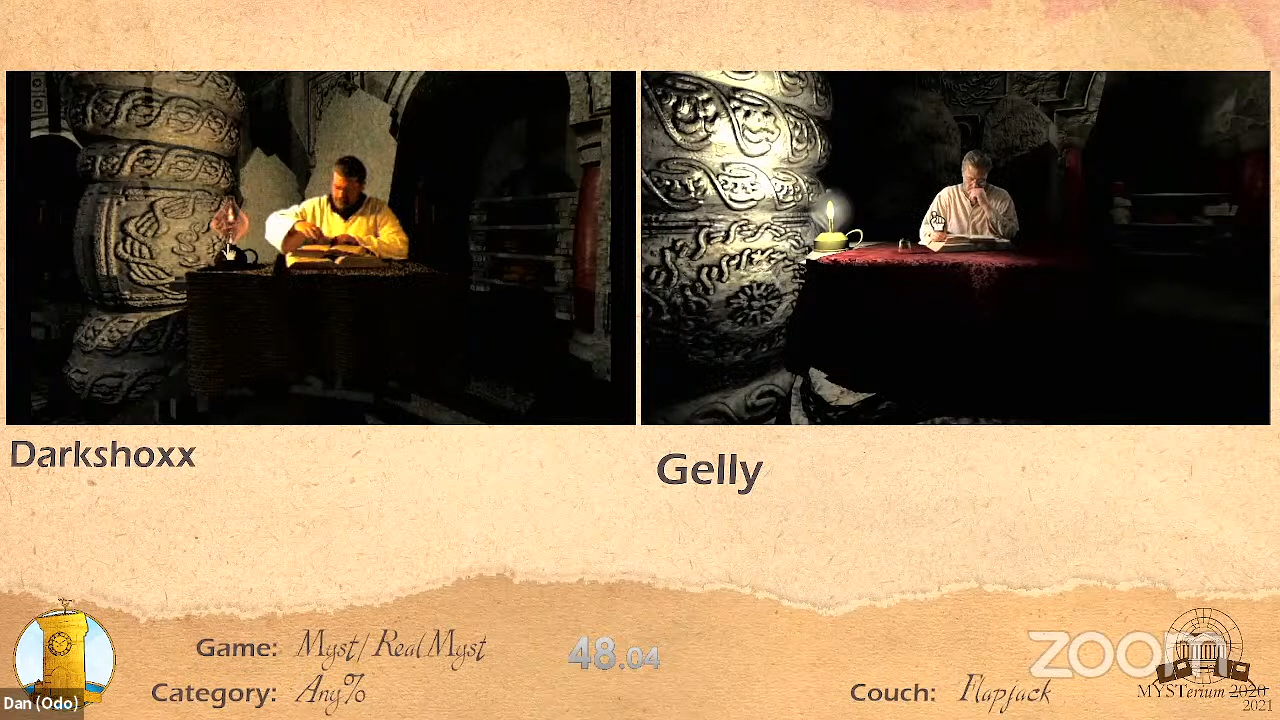 Darkshoxx
Gelly
Game: Myst/RealMyst
48.04
Category: Any%
Couch: Flapjack
zoom
MYSTerium 2020
2021
Dan (Odo)